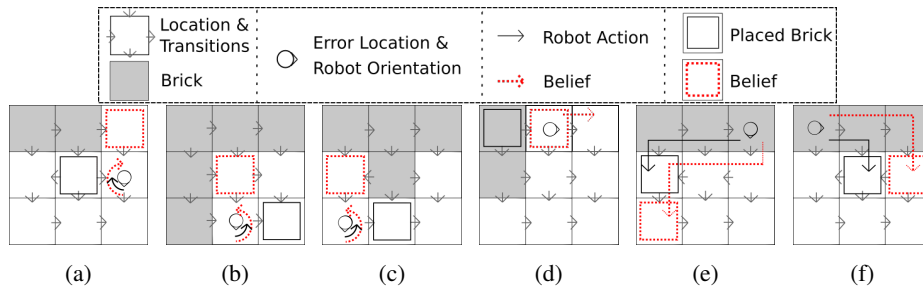 Location &
Transitions
Brick
Error Location &
Robot Orientation
Robot Action
Belief
Placed Brick
Belief
(a) (b) (c) (d) (e) (f)